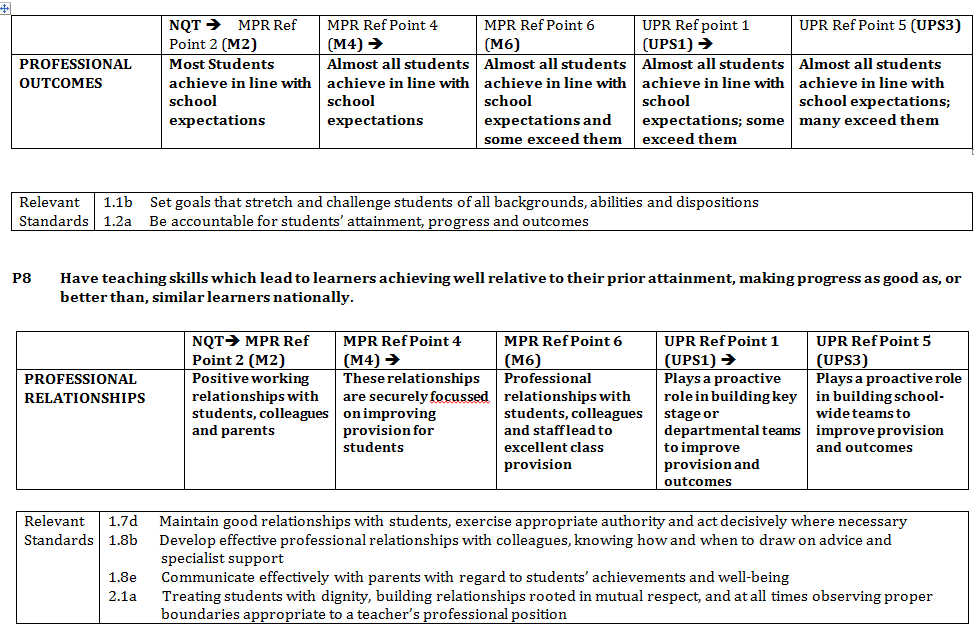 NQT → MPR Ref Point 2 (M2)
MPR Ref Point 4 (M4) →
MPR Ref Point 6 (M6)
UPR Ref point 1 (UPS1) →
UPR Ref Point 5 (UPS3)
PROFESSIONAL OUTCOMES
Most Students achieve in line with school expectations
Almost all students achieve in line with school expectations
Almost all students achieve in line with school expectations and some exceed them
Almost all students achieve in line with school expectations; some exceed them
Almost all students achieve in line with school expectations; many exceed them
Relevant Standards
1.1b Set goals that stretch and challenge students of all backgrounds, abilities and dispositions
1.2a Be accountable for students’ attainment, progress and outcomes
P8 Have teaching skills which lead to learners achieving well relative to their prior attainment, making progress as good as, or
better than, similar learners nationally.
NQT→ MPR Ref Point 2 (M2)
MPR Ref Point 4 (M4) →
MPR Ref Point 6 (M6)
UPR Ref Point 1 (UPS1) →
UPR Ref Point 5 (UPS3)
PROFESSIONAL RELATIONSHIPS
Positive working relationships with students, colleagues and parents
These relationships are securely focussed on improving provision for students
Professional relationships with students, colleagues and staff lead to excellent class provision
Plays a proactive role in building key stage or departmental teams to improve provision and outcomes
Plays a proactive role in building school-wide teams to improve provision and outcomes
Relevant Standards
1.7d Maintain good relationships with students, exercise appropriate authority and act decisively where necessary
1.8b Develop effective professional relationships with colleagues, knowing how and when to draw on advice and
specialist support
1.8e Communicate effectively with parents with regard to students’ achievements and well-being
2.1a Treating students with dignity, building relationships rooted in mutual respect, and at all times observing proper
boundaries appropriate to a teacher’s professional position